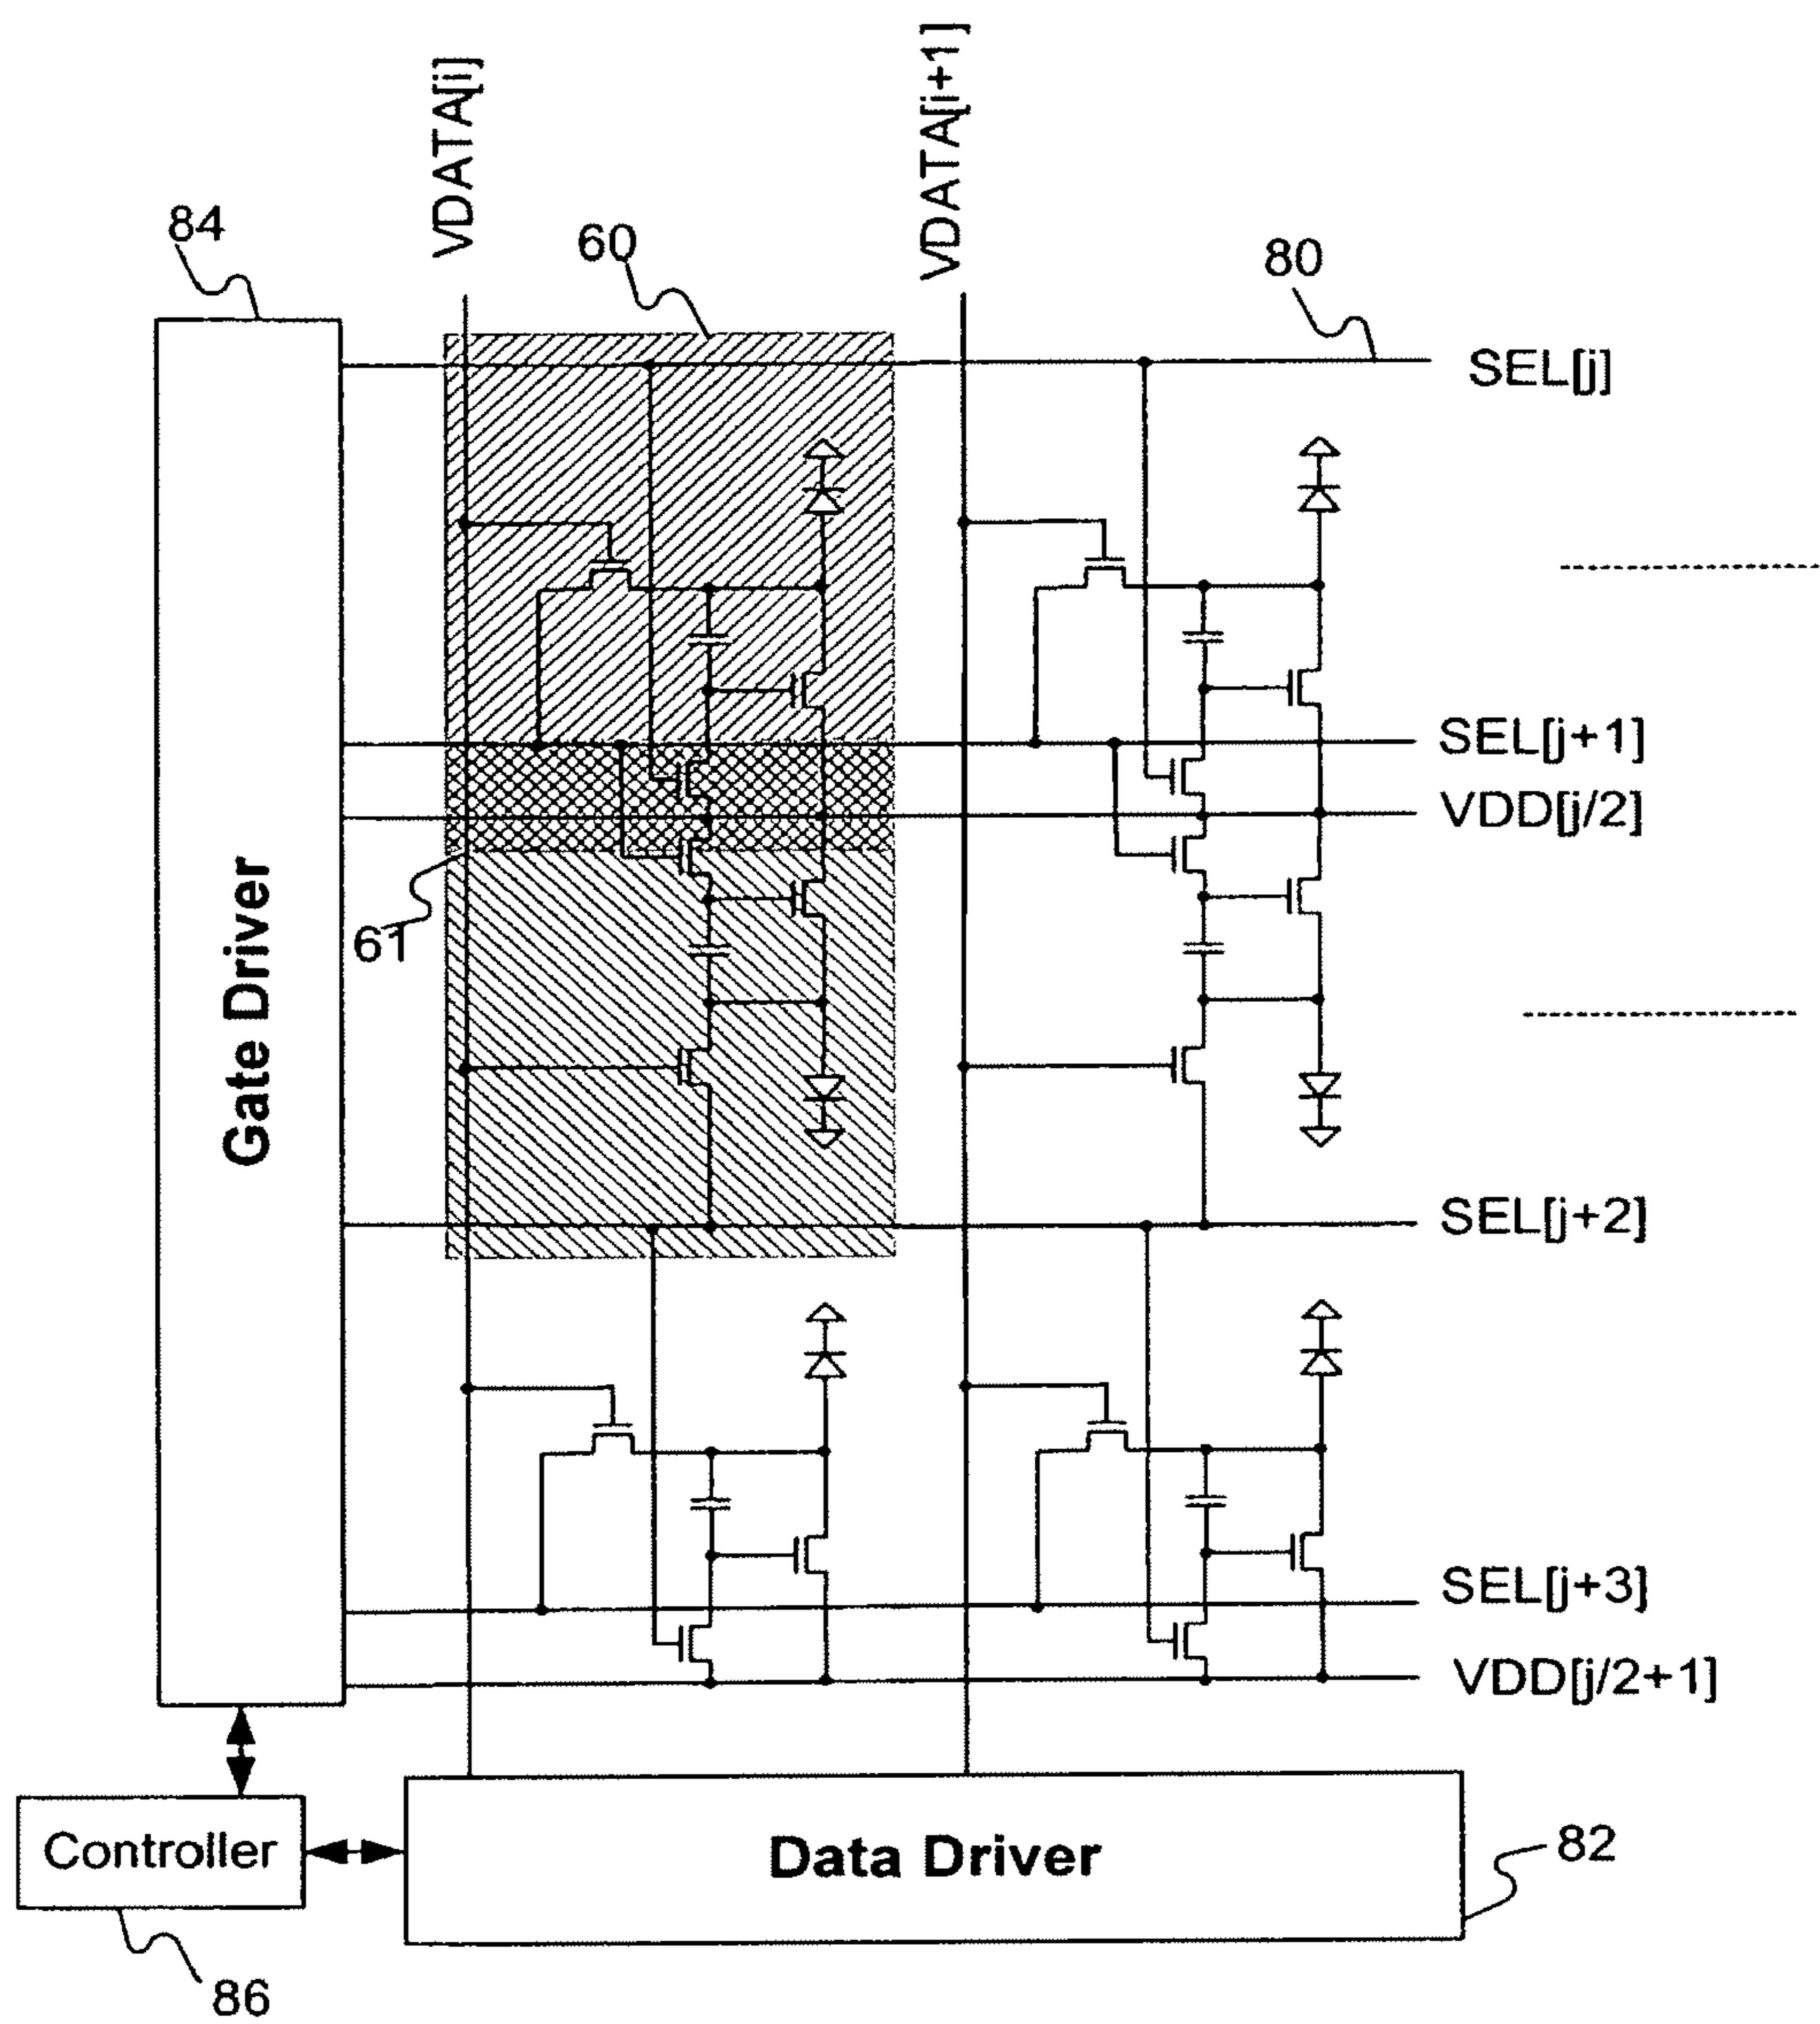 VDATA[i]
VDATA[i+1]
84
60
80
SEL[j]
SEL[j+1]
VDD[j/2]
61
Gate Driver
SEL[j+2]
SEL[j+3]
VDD[j/2+1]
Controller
Data Driver
82
86